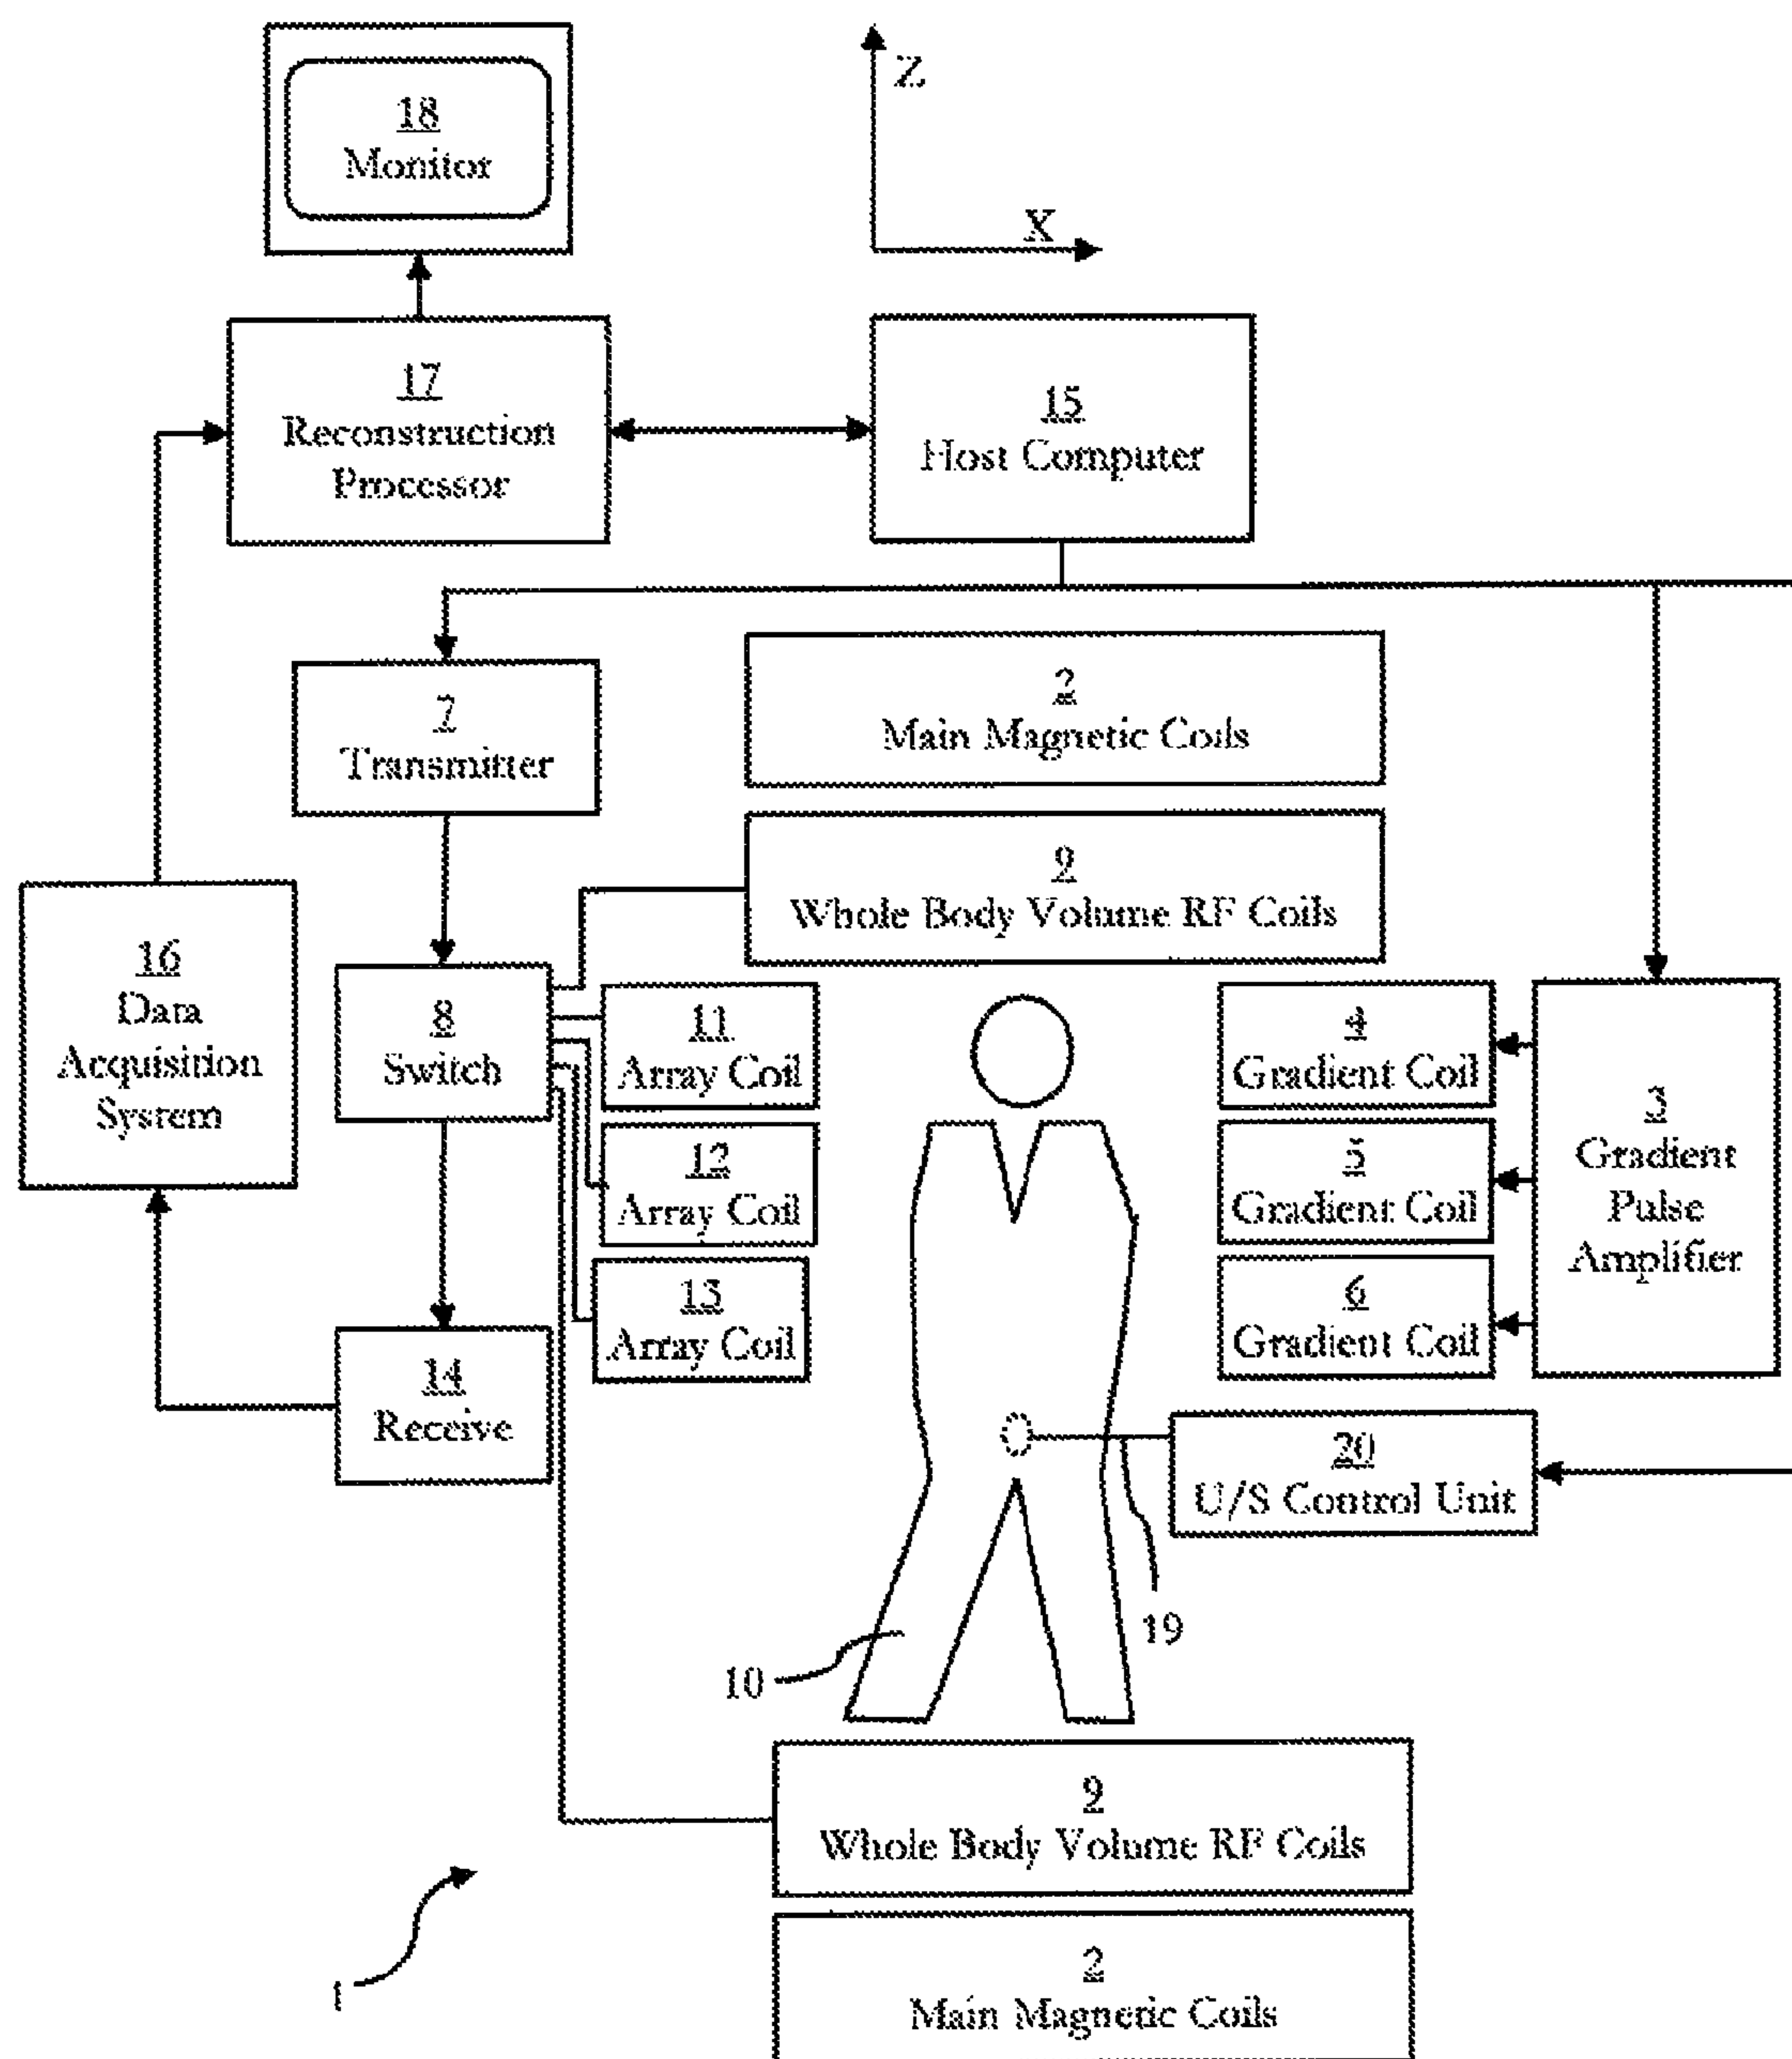 18
Monitor
Z
X
17
Reconstruction
Processor
15
Host Computer
7
Transmitter
2
Main Magnetic Coils
9
Whole Body Volume RF Coils
16
Data
Acquisition
System
8
Switch
11
Array Coil
12
Array Coil
13
Array Coil
4
Gradient Coil
5
Gradient Coil
6
Gradient Coil
3
Gradient
Pulse
Amplifier
14
Receive
20
U/S Control Unit
19
10
9
Whole Body Volume RF Coils
1
2
Main Magnetic Coils